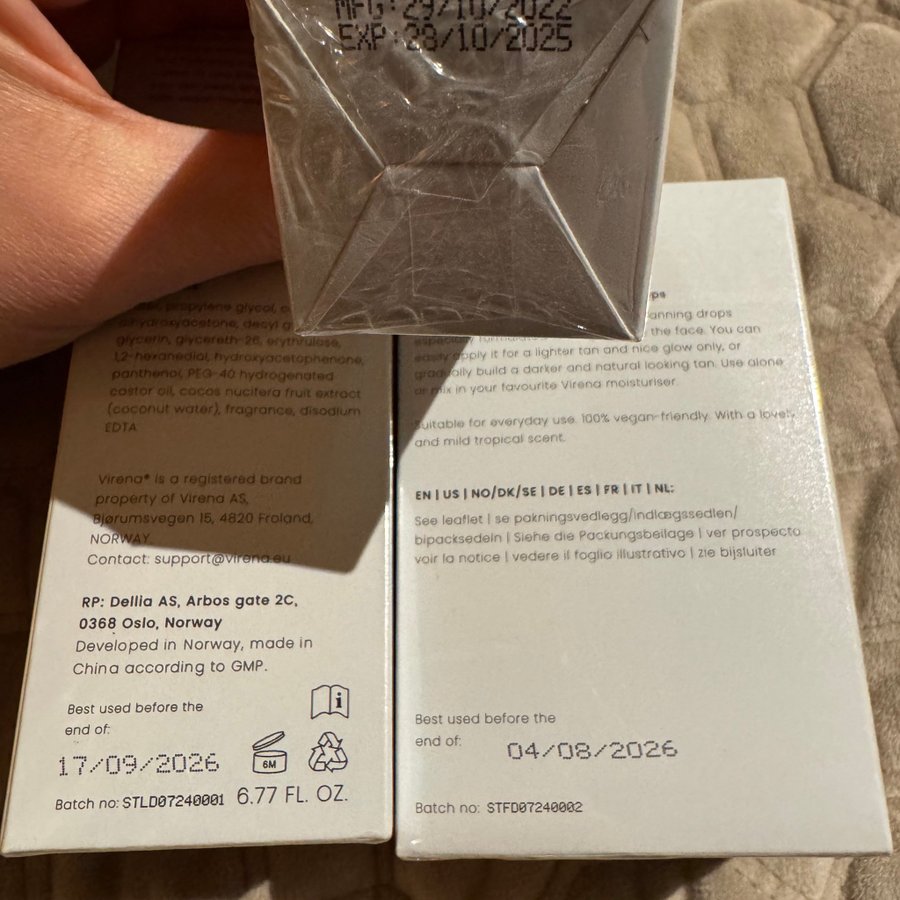 MFG:29/10/2022
EXP:28/10/2025
propylene glycol,
dihydroxyacetone, decyl
glycerin, glycereth-26, erythrulose,
1,2-hexanediol, hydroxyacetophenone,
panthenol, PEG-40 hydrogenated
castor oil, cocos nucifera fruit extract
(coconut water), fragrance, disodium
EDTA
Virena® is a registered brand
property of Virena AS,
Bjørumsvegen 15, 4820 Froland,
NORWAY
Contact: support@virena.eu
RP: Dellia AS, Arbos gate 2C,
0368 Oslo, Norway
Developed in Norway, made in
China according to GMP.
Best used before the
end of:
17/09/2026
6M
Batch no: STLD07240001 6.77 FL. OZ.
the face. You can
easily apply it for a lighter tan and nice glow only, or
gradually build a darker and natural looking tan. Use alone
or mix in your favourite Virena moisturiser.
Suitable for everyday use. 100% vegan-friendly. With a lovely
and mild tropical scent.
EN | US | NO/DK/SE | DE | ES | FR | IT | NL:
See leaflet | se pakningsvedlegg/indlægssedlen/
bipacksedeln | Siehe die Packungsbeilage | ver prospecto
voir la notice | vedere il foglio illustrativo | zie bijsluiter
Best used before the
end of:
04/08/2026
Batch no: STFD07240002